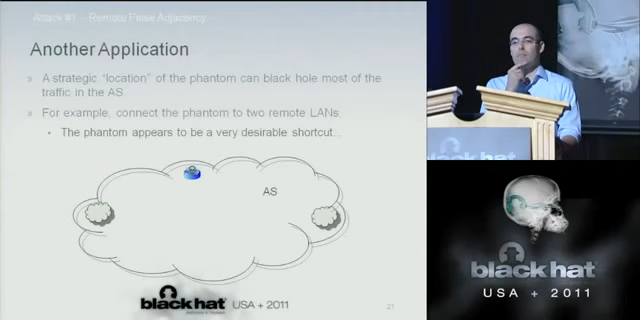 Attack #1 – Remote False Adjacency
Another Application
» A strategic “location” of the phantom can black hole most of the
traffic in the AS
» For example, connect the phantom to two remote LANs.
• The phantom appears to be a very desirable shortcut…
AS
black hat USA + 2011
21
black hat
black hat
USA + 2011